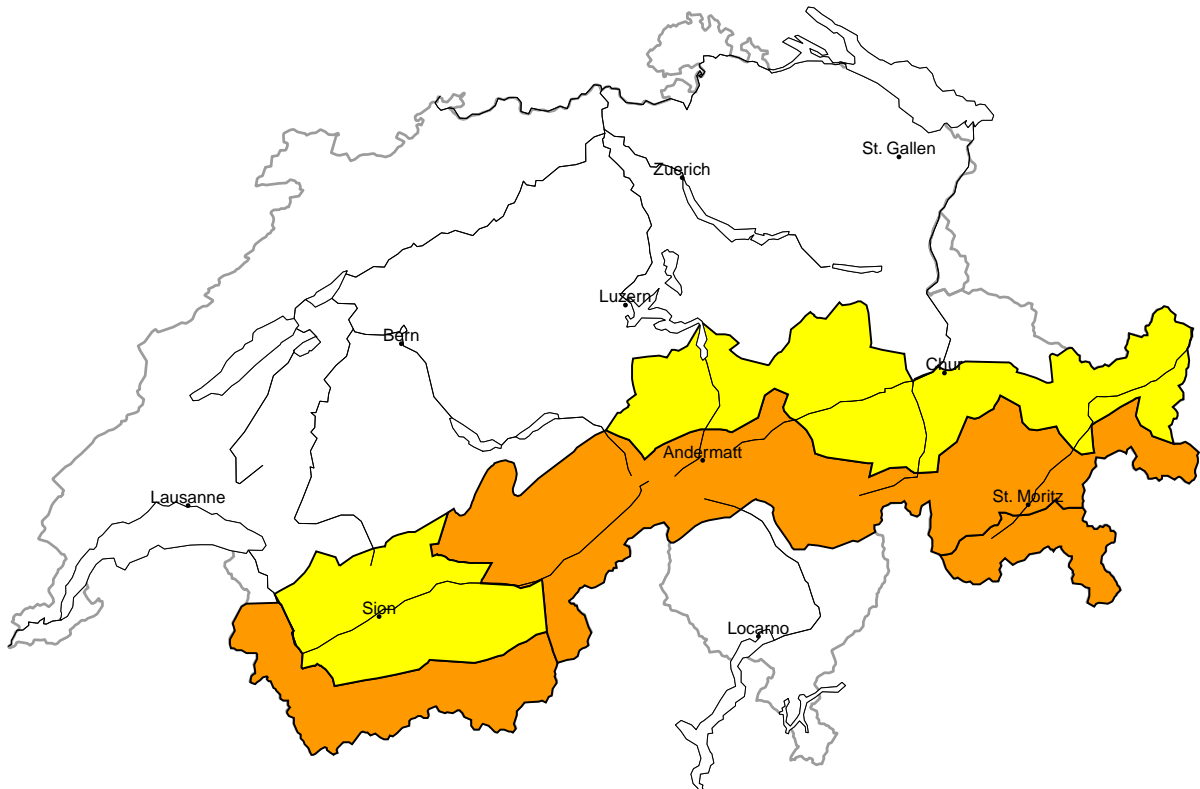 St. Gallen
Zuerich
Luzern
Bern
Chur
Andermatt
Lausanne
St. Moritz
Sion
Locarno